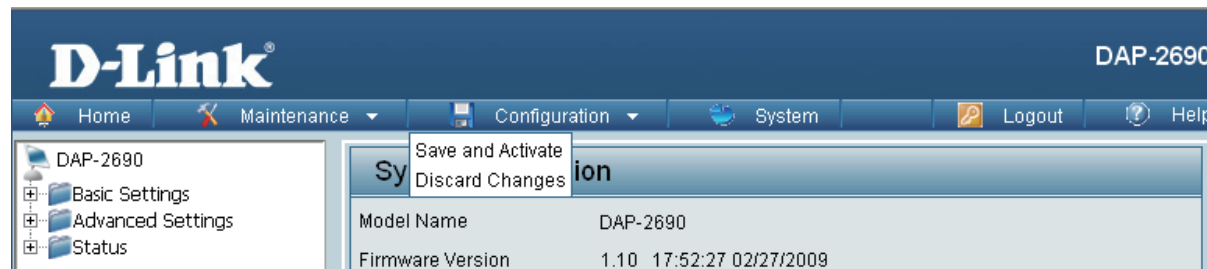 D-Link®
DAP-2690
Home Maintenance Configuration System Logout Help
DAP-2690
Basic Settings
Advanced Settings
Status
Save and Activate
Discard Changes
Sy ion
Model Name DAP-2690
Firmware Version 1.10 17:52:27 02/27/2009